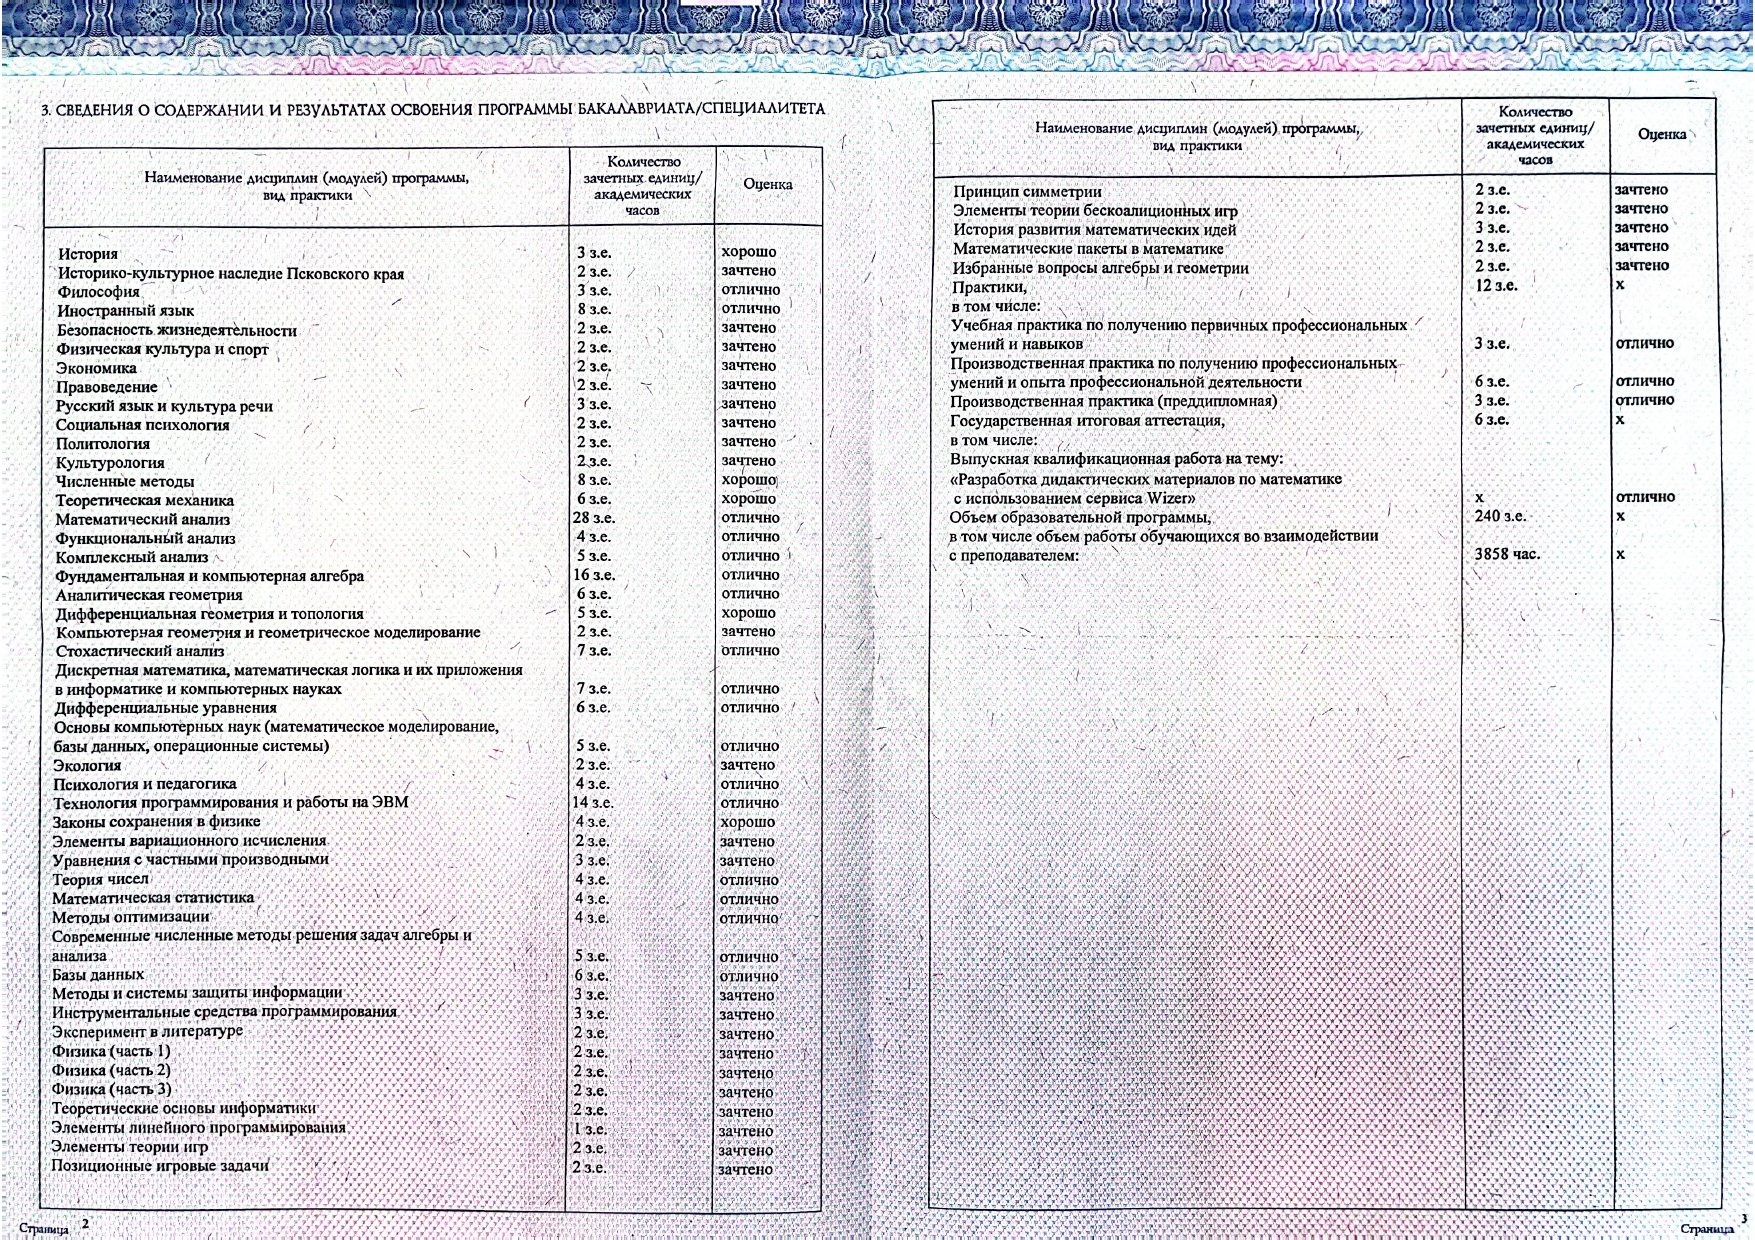 3. СВЕДЕНИЯ О СОДЕРЖАНИИ И РЕЗУЛЬТАТАХ ОСВОЕНИЯ ПРОГРАММЫ БАКАЛАВРИАТА/СПЕЦИАЛИТЕТА
Наименование дисциплин (модулей) программы,
вид практики
Количество
зачетных единиц/
академических
часов
Оценка
История 3 з.е. хорошо
Историко-культурное наследие Псковского края 2 з.е. зачтено
Философия 3 з.е. отлично
Иностранный язык 8 з.е. отлично
Безопасность жизнедеятельности 2 з.е. зачтено
Физическая культура и спорт 2 з.е. зачтено
Экономика 2 з.е. зачтено
Правоведение 2 з.е. зачтено
Русский язык и культура речи 3 з.е. зачтено
Социальная психология 2 з.е. зачтено
Политология 2 з.е. зачтено
Культурология 2 з.е. зачтено
Численные методы 8 з.е. хорошо
Теоретическая механика 6 з.е. хорошо
Математический анализ 28 з.е. отлично
Функциональный анализ 4 з.е. отлично
Комплексный анализ 5 з.е. отлично
Фундаментальная и компьютерная алгебра 16 з.е. отлично
Аналитическая геометрия 6 з.е. отлично
Дифференциальная геометрия и топология 5 з.е. хорошо
Компьютерная геометрия и геометрическое моделирование 2 з.е. зачтено
Стохастический анализ 7 з.е. отлично
Дискретная математика, математическая логика и их приложения
в информатике и компьютерных науках 7 з.е. отлично
Дифференциальные уравнения 6 з.е. отлично
Основы компьютерных наук (математическое моделирование,
базы данных, операционные системы) 5 з.е. отлично
Экология 2 з.е. зачтено
Психология и педагогика 4 з.е. отлично
Технология программирования и работы на ЭВМ 14 з.е. отлично
Законы сохранения в физике 4 з.е. хорошо
Элементы вариационного исчисления 2 з.е. зачтено
Уравнения с частными производными 3 з.е. зачтено
Теория чисел 4 з.е. отлично
Математическая статистика 4 з.е. отлично
Методы оптимизации 4 з.е. отлично
Современные численные методы решения задач алгебры и
анализа 5 з.е. отлично
Базы данных 6 з.е. отлично
Методы и системы защиты информации 3 з.е. зачтено
Инструментальные средства программирования 3 з.е. зачтено
Эксперимент в литературе 2 з.е. зачтено
Физика (часть 1) 2 з.е. зачтено
Физика (часть 2) 2 з.е. зачтено
Физика (часть 3) 2 з.е. зачтено
Теоретические основы информатики 2 з.е. зачтено
Элементы линейного программирования 1 з.е. зачтено
Элементы теории игр 2 з.е. зачтено
Позиционные игровые задачи 2 з.е. зачтено
Страница 2
Наименование дисциплин (модулей) программы,
вид практики
Количество
зачетных единиц/
академических
часов
Оценка
Принцип симметрии 2 з.е. зачтено
Элементы теории бескоалиционных игр 2 з.е. зачтено
История развития математических идей 3 з.е. зачтено
Математические пакеты в математике 2 з.е. зачтено
Избранные вопросы алгебры и геометрии 2 з.е. зачтено
Практики, 12 з.е. х
в том числе:
Учебная практика по получению первичных профессиональных
умений и навыков 3 з.е. отлично
Производственная практика по получению профессиональных
умений и опыта профессиональной деятельности 6 з.е. отлично
Производственная практика (преддипломная) 3 з.е. отлично
Государственная итоговая аттестация, 6 з.е. х
в том числе:
Выпускная квалификационная работа на тему:
«Разработка дидактических материалов по математике
с использованием сервиса Wizer» х отлично
Объем образовательной программы, 240 з.е. х
в том числе объем работы обучающихся во взаимодействии
с преподавателем: 3858 час. х
Страница 3